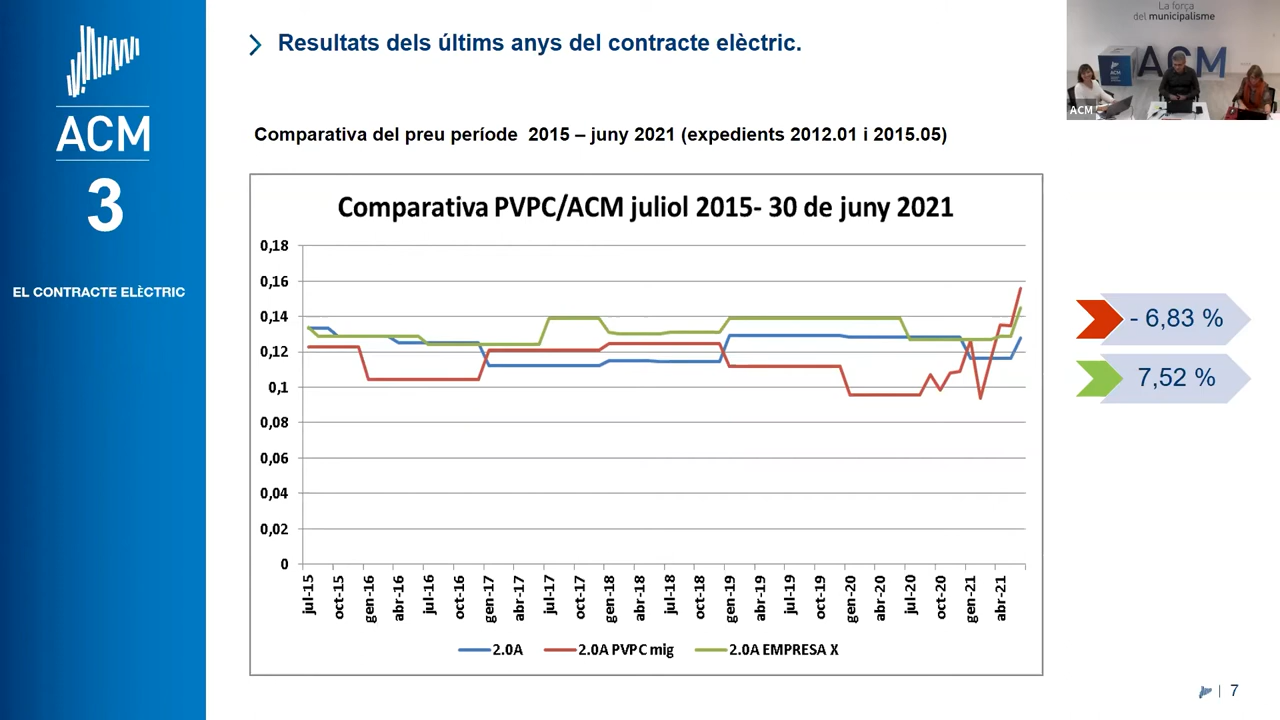 ACM
3
EL CONTRACTE ELÈCTRIC
Resultats dels últims anys del contracte elèctric.
Comparativa del preu període 2015 – juny 2021 (expedients 2012.01 i 2015.05)
Comparativa PVPC/ACM juliol 2015- 30 de juny 2021
0,18
0,16
0,14
0,12
0,1
0,08
0,06
0,04
0,02
0
jul-15
oct-15
gen-16
abr-16
jul-16
oct-16
gen-17
abr-17
jul-17
oct-17
gen-18
abr-18
jul-18
oct-18
gen-19
abr-19
jul-19
oct-19
gen-20
abr-20
jul-20
oct-20
gen-21
abr-21
2.0A
2.0A PVPC mig
2.0A EMPRESA X
- 6,83 %
7,52 %
La força
del municipalisme
ACM
ACM
ACM
7